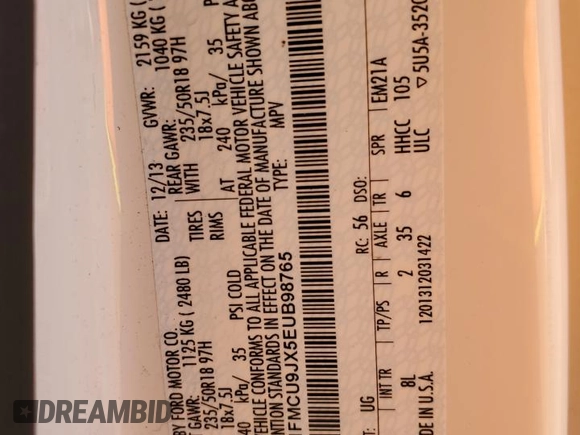 BY FORD MOTOR CO.
DATE: 12/13
GVWR: 2159 KG (
GAWR: 1125 KG ( 2480 LB)
REAR GAWR: 1040 KG (
235/50R18 97H TIRES WITH 235/50R18 97H
18x7.5J RIMS 18x7.5J
kPa/ 35 PSI COLD AT 240 kPa/ 35 P
VEHICLE CONFORMS TO ALL APPLICABLE FEDERAL MOTOR VEHICLE SAFETY A
NTION STANDARDS IN EFFECT ON THE DATE OF MANUFACTURE SHOWN ABO
FMCU9JX5EUB98765 TYPE: MPV
RC: 56 DSO:
T: UG EM21A
INT TR TP/PS R AXLE TR SPR HHCC 105
8L 2 35 6 ULC
IN U.S.A. 1201312031422 ▽5U5A-3520
DREAMBID